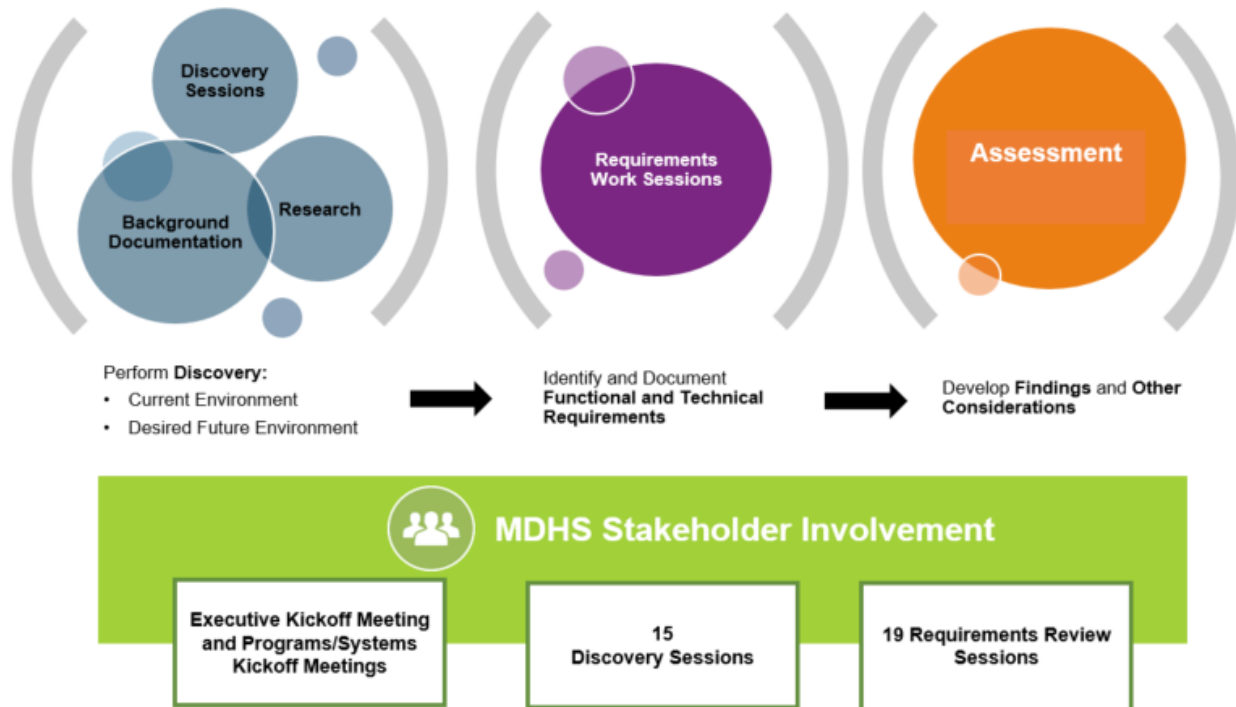 Discovery
Sessions
Background
Documentation
Research
Requirements
Work Sessions
Assessment
Perform Discovery:
• Current Environment
• Desired Future Environment
Identify and Document
Functional and Technical
Requirements
Develop Findings and Other
Considerations
MDHS Stakeholder Involvement
Executive Kickoff Meeting
and Programs/Systems
Kickoff Meetings
15
Discovery Sessions
19 Requirements Review
Sessions